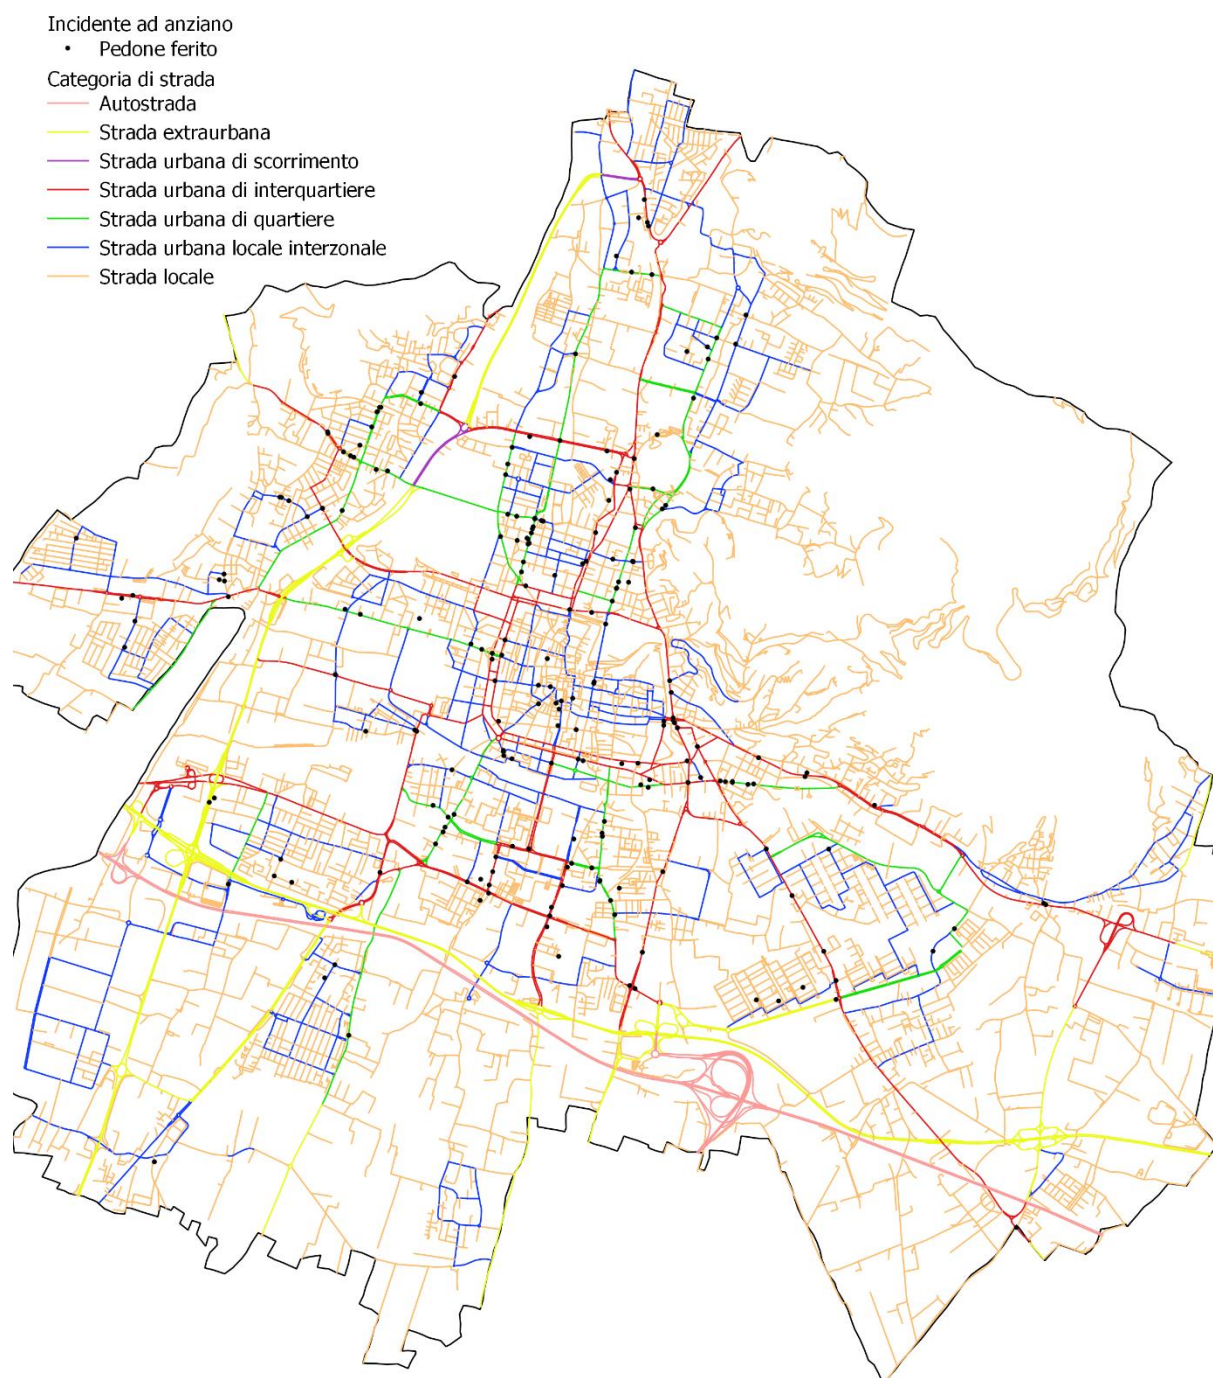 Incidente ad anziano
Pedone ferito
Categoria di strada
Autostrada
Strada extraurbana
Strada urbana di scorrimento
Strada urbana di interquartiere
Strada urbana di quartiere
Strada urbana locale interzonale
Strada locale